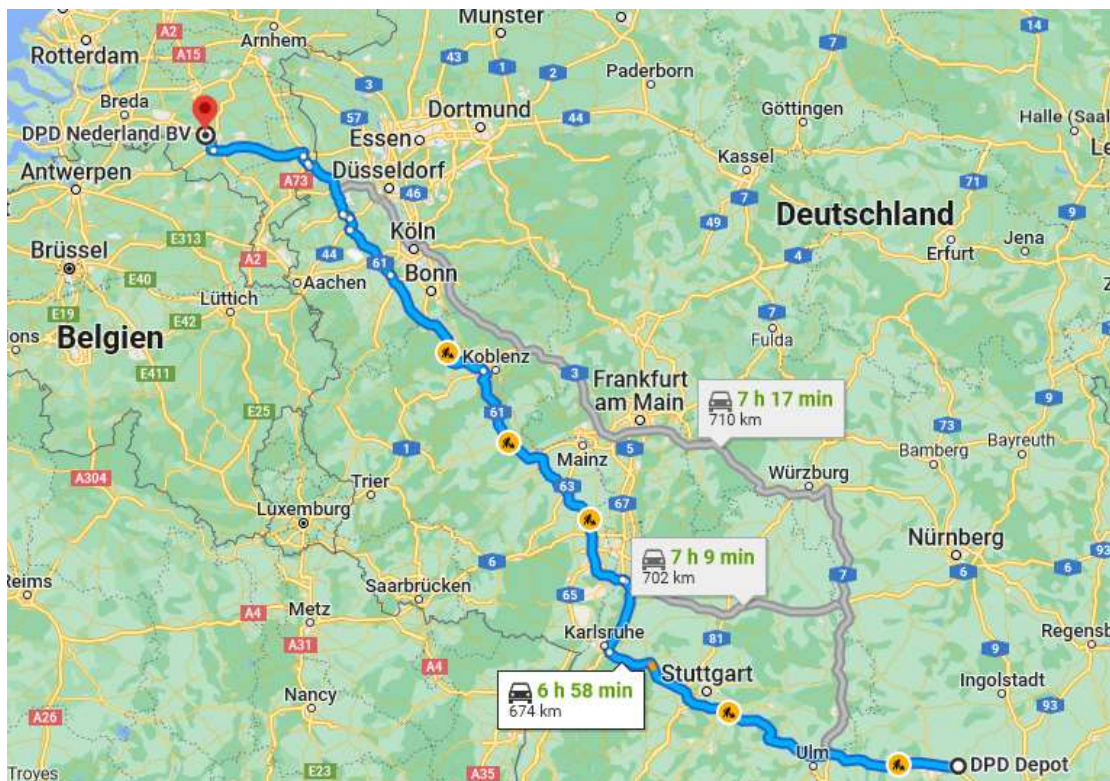 Münster
14
Rotterdam
A2
Arnhem
7
A15
43
1
2
3
Paderborn
Breda
57
Dortmund
Göttingen
Halle (Saal
DPD Nederland BV
Essen
44
Antwerpen
A73
Düsseldorf
Kassel
71
Le
46
7
9
E313
Köln
49
Deutschland
Jena
Brüssel
A2
44
61
4
Erfurt
E40
Bonn
Z
E19
Lüttich
Aachen
ons
E42
7
Belgien
Fulda
Koblenz
3
Frankfurt
am Main
E411
7 h 17 min
710 km
9
E25
61
73
1
5
Bayreuth
Mainz
Bamberg
A304
Trier
63
Würzburg
Luxemburg
67
Nürnberg
93
6
7 h 9 min
702 km
6
6
Reims
Saarbrücken
65
7
A4
Metz
Karlsruhe
81
9
Regensb
A31
A4
6 h 58 min
674 km
Stuttgart
Ingolstadt
Nancy
93
A26
Ulm
DPD Depot
Troyes
E23
A35